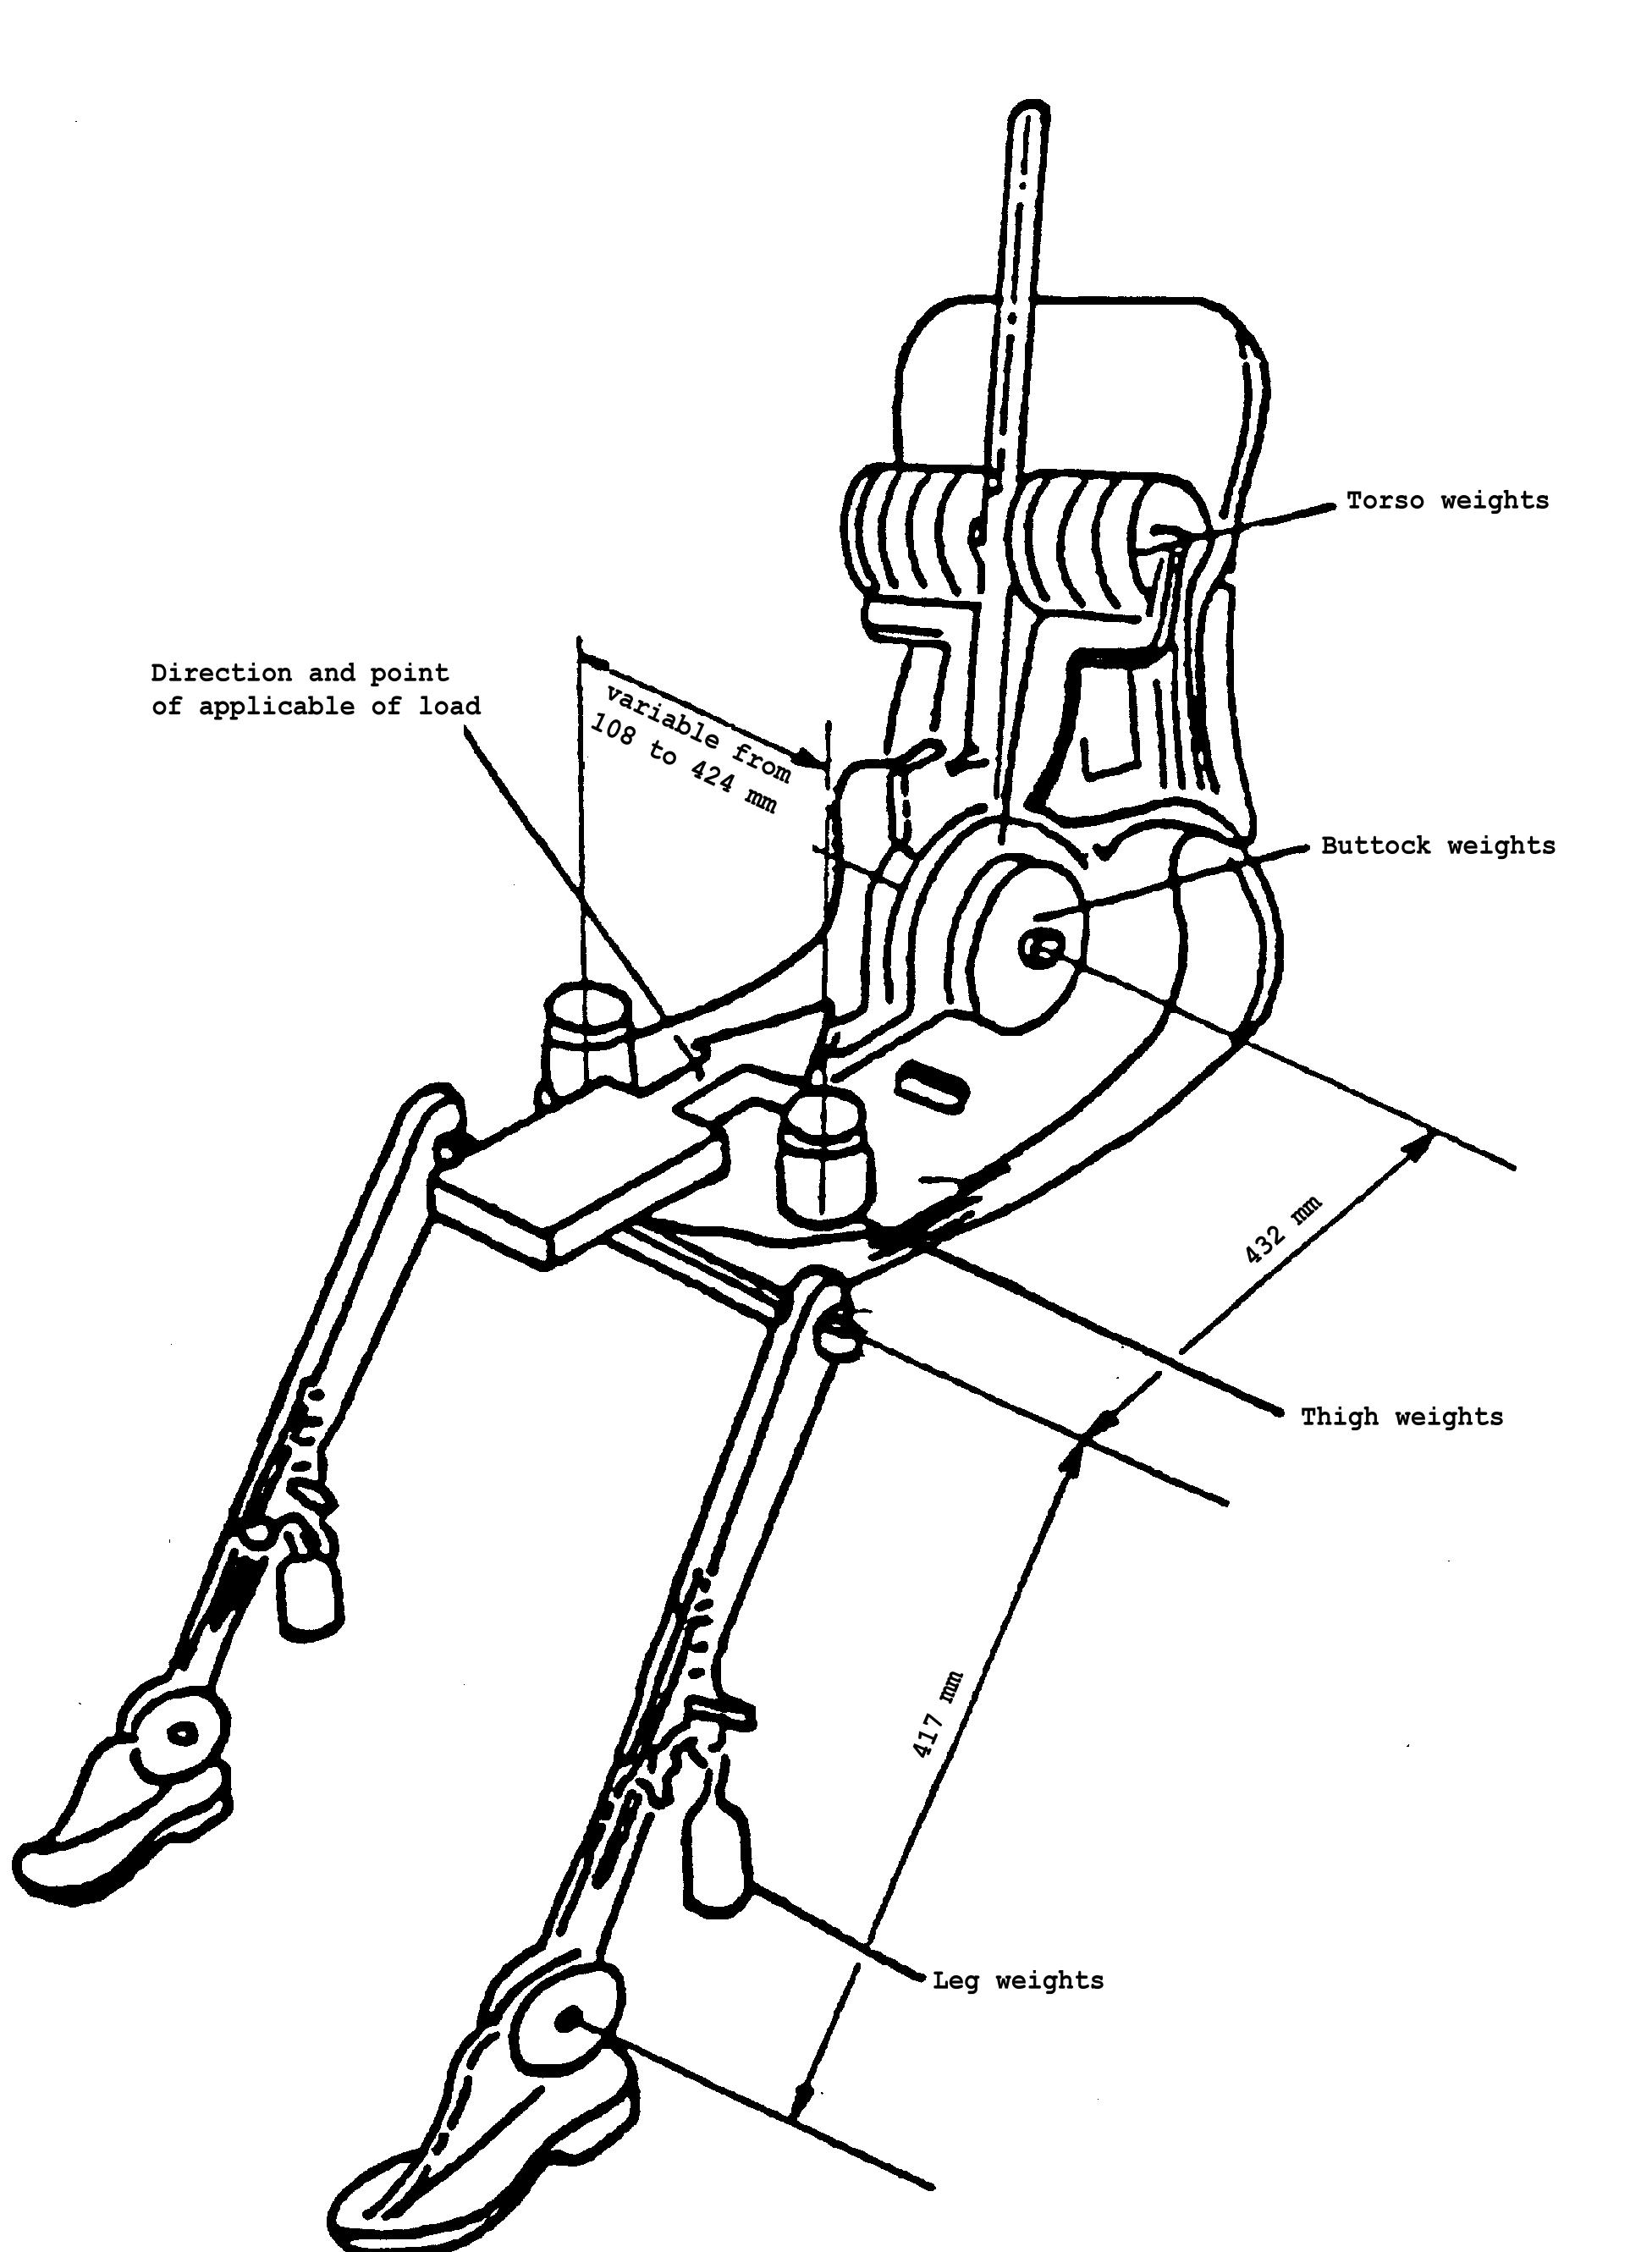 Torso weights
Direction and point
of applicable of load
variable from
108 to 424 mm
Buttock weights
432 mm
Thigh weights
417 mm
Leg weights